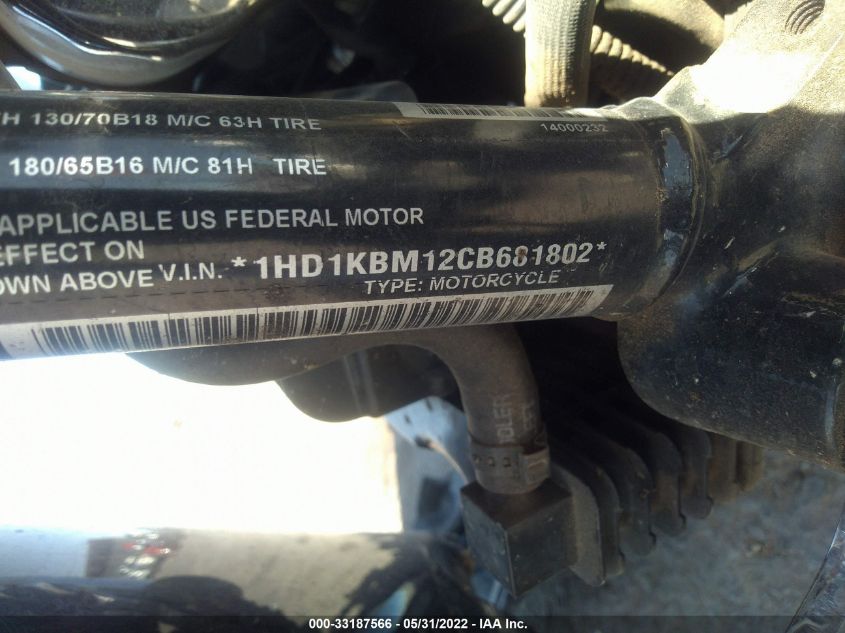 H 130/70B18 M/C 63H TIRE
14000232
180/65B16 M/C 81H TIRE
APPLICABLE US FEDERAL MOTOR
EFFECT ON
OWN ABOVE V.I.N. *1HD1KBM12CB681802*
TYPE: MOTORCYCLE
000-33187566 - 05/31/2022 - IAA Inc.